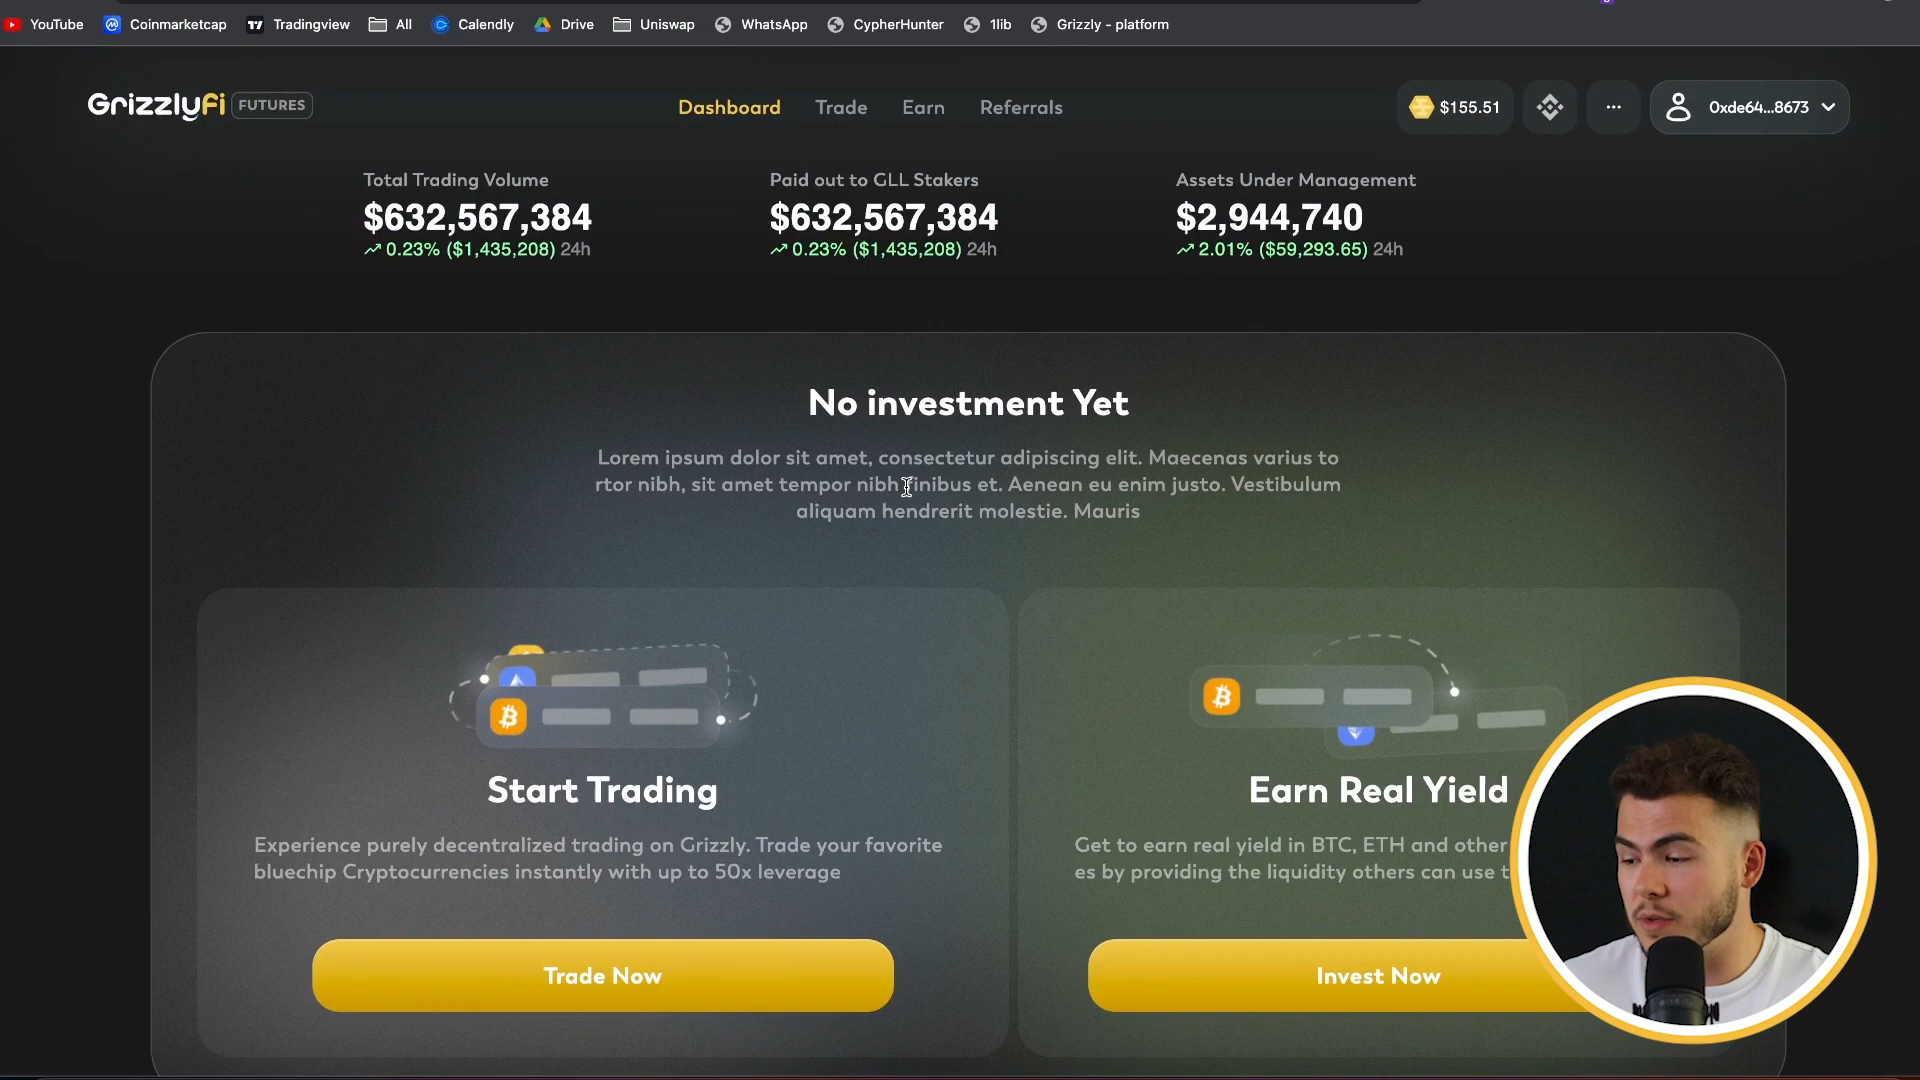 YouTube Coinmarketcap Tradingview All Calendly Drive Uniswap WhatsApp CypherHunter 1lib Grizzly - platform
GrizzlyFi FUTURES Dashboard Trade Earn Referrals $155.51 ... 0xde64...8673
Total Trading Volume Paid out to GLL Stakers Assets Under Management
$632,567,384 $632,567,384 $2,944,740
0.23% ($1,435,208) 24h 0.23% ($1,435,208) 24h 2.01% ($59,293.65) 24h
No investment Yet
Lorem ipsum dolor sit amet, consectetur adipiscing elit. Maecenas varius to
rtor nibh, sit amet tempor nibh finibus et. Aenean eu enim justo. Vestibulum
aliquam hendrerit molestie. Mauris
Start Trading
Experience purely decentralized trading on Grizzly. Trade your favorite
bluechip Cryptocurrencies instantly with up to 50x leverage
Trade Now
Earn Real Yield
Get to earn real yield in BTC, ETH and other
es by providing the liquidity others can use t
Invest Now